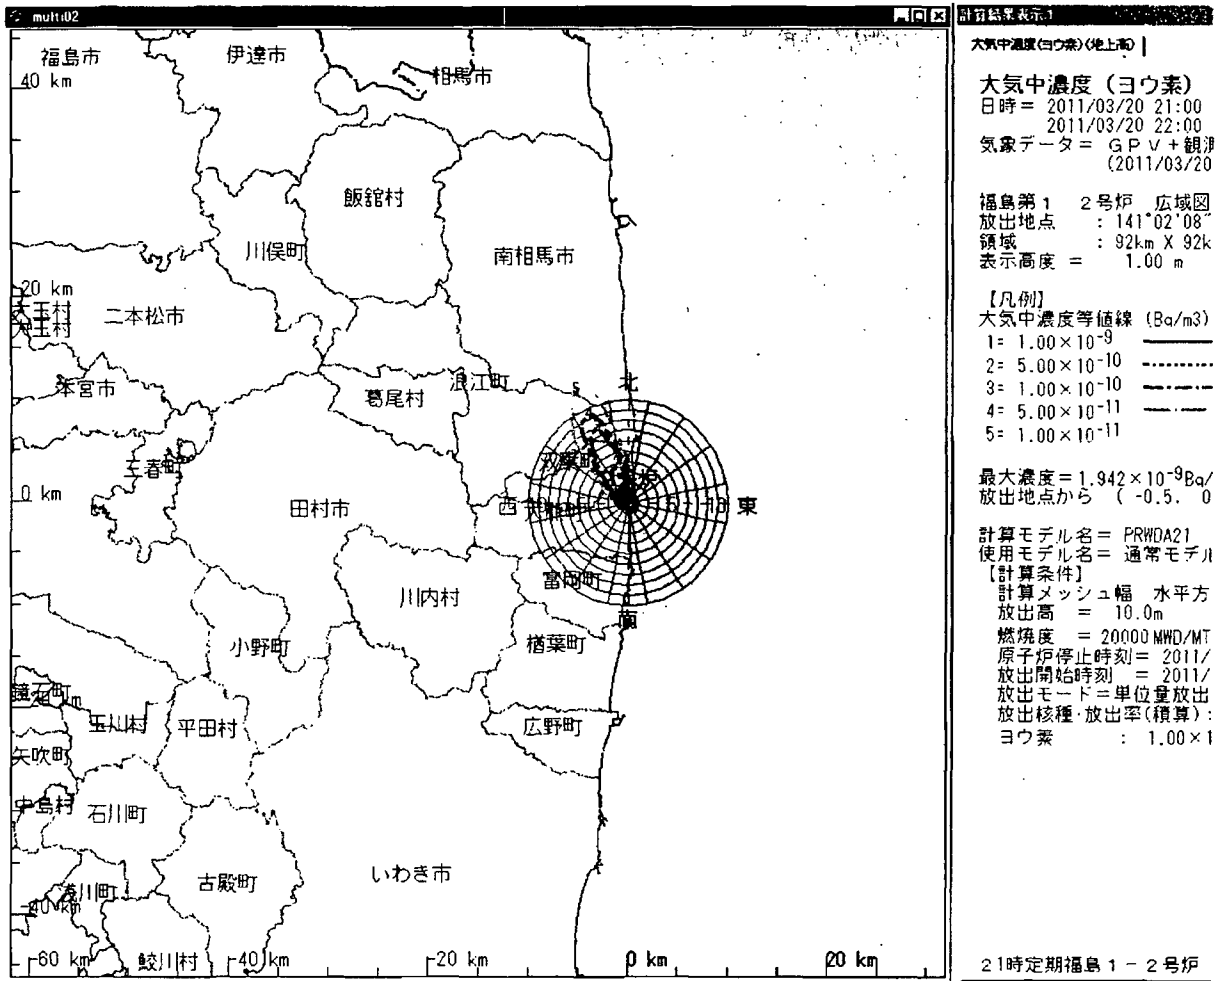 multi02
計算結果表示:1
大気中濃度(ヨウ素)(地上高)
福島市
伊達市
相馬市
40 km
飯舘村
川俣町
南相馬市
20 km
大玉村
大玉村
二本松市
本宮市
葛尾村
浪江町
北
三春町
双葉町
0 km
田村市
西
東
富岡町
川内村
南
小野町
楢葉町
鏡石町
玉川村
平田村
広野町
矢吹町
中島村
石川町
いわき市
浅川町
古殿町
-40 km
鮫川村
-60 km
-40 km
-20 km
0 km
20 km
大気中濃度 (ヨウ素)
日時= 2011/03/20 21:00
2011/03/20 22:00
気象データ= GPV+観測
(2011/03/20
福島第1 2号炉 広域図
放出地点 : 141°02'08"
領域 : 92km X 92k
表示高度 = 1.00 m
【凡例】
大気中濃度等値線 (Bq/m3)
1= 1.00×10-9
2= 5.00×10-10
3= 1.00×10-10
4= 5.00×10-11
5= 1.00×10-11
最大濃度=1.942×10-9Bq/
放出地点から ( -0.5, 0
計算モデル名= PRWDA21
使用モデル名= 通常モデル
【計算条件】
計算メッシュ幅 水平方
放出高 = 10.0m
燃焼度 = 20000 MWD/MT
原子炉停止時刻= 2011/
放出開始時刻 = 2011/
放出モード=単位量放出
放出核種・放出率(積算):
ヨウ素 : 1.00×1
21時定期福島1-2号炉